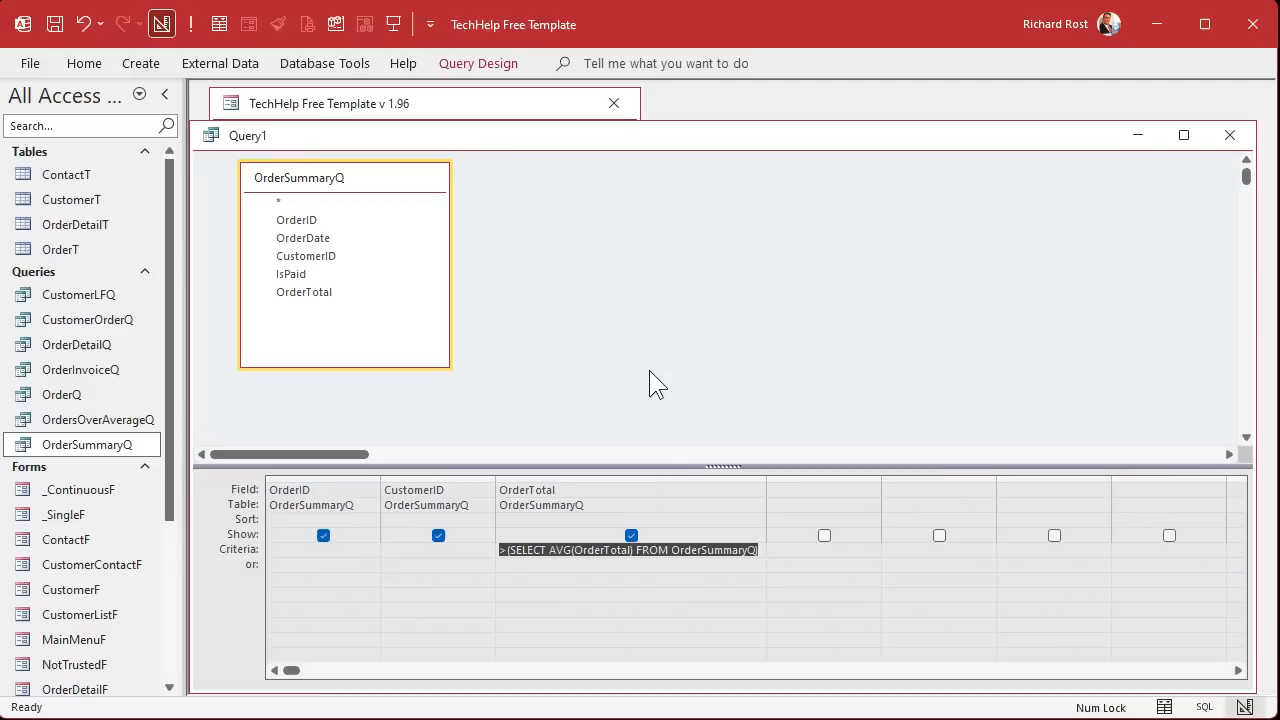 TechHelp Free Template
Richard Rost
File Home Create External Data Database Tools Help Query Design Tell me what you want to do
All Access ...
Search...
Tables
ContactT
CustomerT
OrderDetailT
OrderT
Queries
CustomerLFQ
CustomerOrderQ
OrderDetailQ
OrderInvoiceQ
OrderQ
OrdersOverAverageQ
OrderSummaryQ
Forms
_ContinuousF
_SingleF
ContactF
CustomerContactF
CustomerF
CustomerListF
MainMenuF
NotTrustedF
OrderDetailF
TechHelp Free Template v 1.96
Query1
OrderSummaryQ
*
OrderID
OrderDate
CustomerID
IsPaid
OrderTotal
Field: OrderID CustomerID OrderTotal
Table: OrderSummaryQ OrderSummaryQ OrderSummaryQ
Sort:
Show:
Criteria: >(SELECT AVG(OrderTotal) FROM OrderSummaryQ)
or:
Ready
Num Lock
SQL